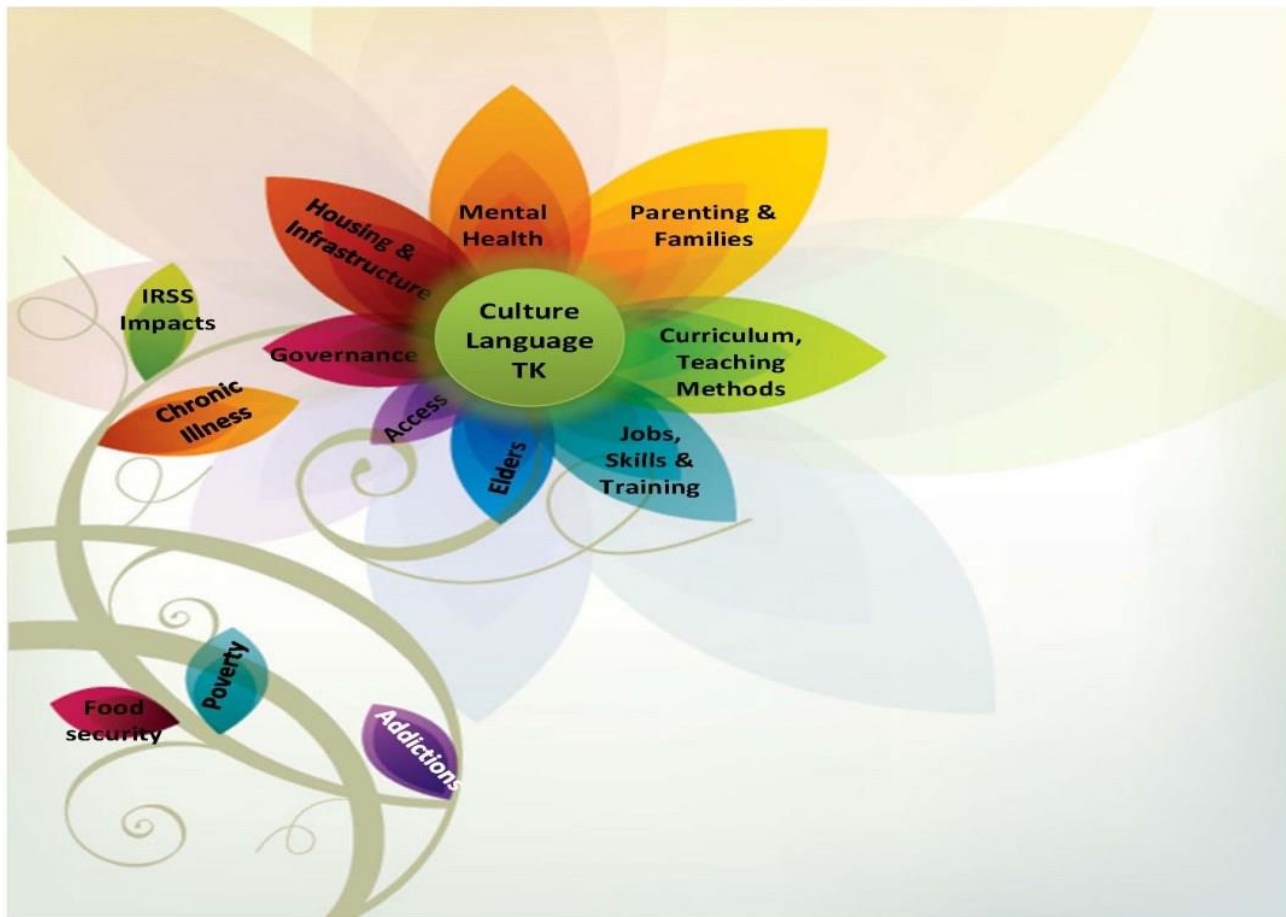 Mental
Health
Parenting &
Families
Housing &
Infrastructure
IRSS
Impacts
Governance
Culture
Language
TK
Curriculum,
Teaching
Methods
Chronic
Illness
Access
Elders
Jobs,
Skills &
Training
Poverty
Food
security
Addictions